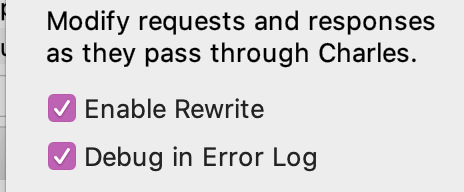 Modify requests and responses
as they pass through Charles.
Enable Rewrite
Debug in Error Log